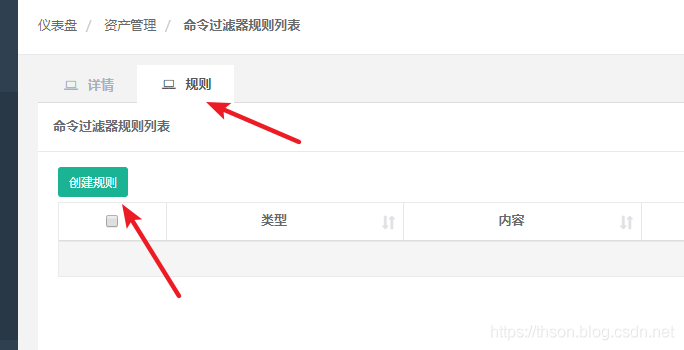 仪表盘 / 资产管理 / 命令过滤器规则列表
详情 规则
命令过滤器规则列表
创建规则
类型 内容
https://thson.blog.csdn.net